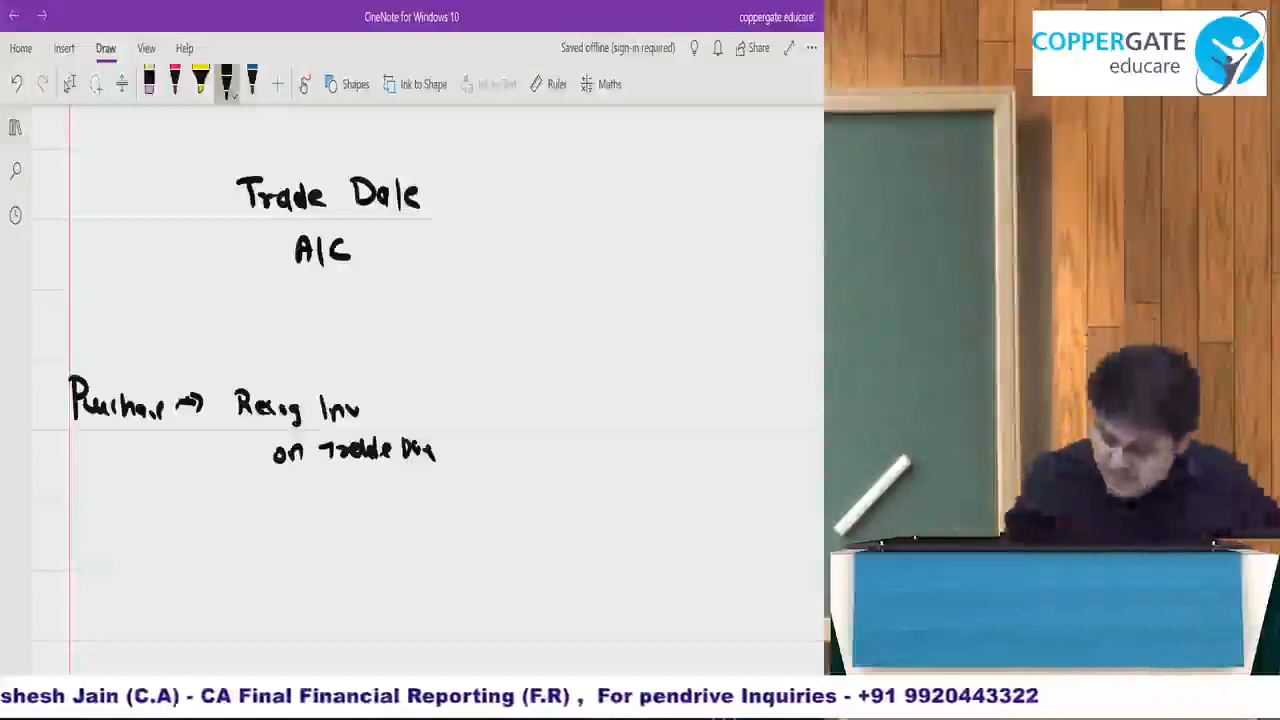 OneNote for Windows 10
coppergate educare
Home Insert Draw View Help
Saved offline (sign-in required) Share
Shapes Ink to Shape Ink to Text Ruler Maths
COPPERGATE
educare
Trade Date
A/C
Purchase → Recog Inv
on Trade Date
shesh Jain (C.A) - CA Final Financial Reporting (F.R) , For pendrive Inquiries - +91 9920443322